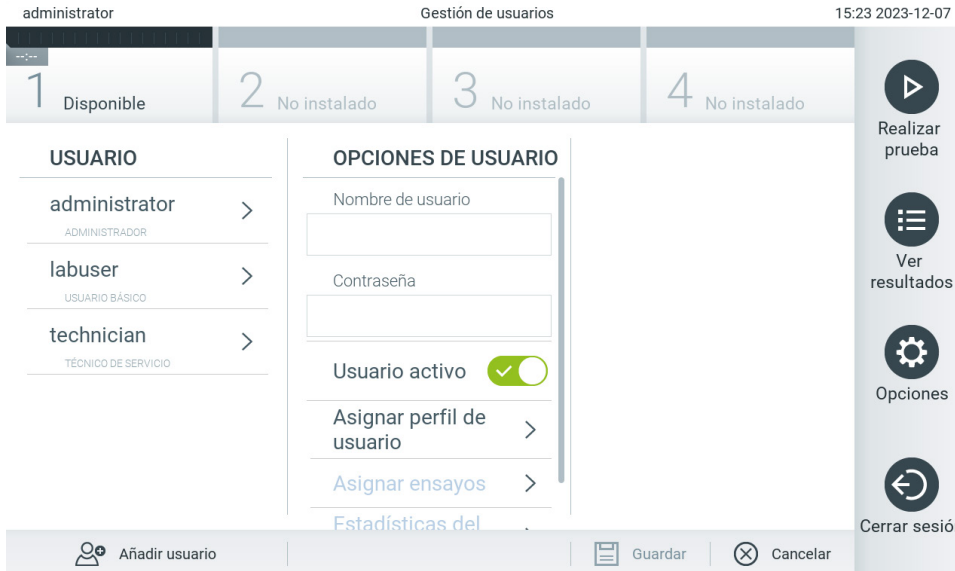 administrator
Gestión de usuarios
15:23 2023-12-07
--:--
1 Disponible
2 No instalado
3 No instalado
4 No instalado
USUARIO
administrator
ADMINISTRADOR
labuser
USUARIO BÁSICO
technician
TÉCNICO DE SERVICIO
OPCIONES DE USUARIO
Nombre de usuario
Contraseña
Usuario activo
Asignar perfil de
usuario
Asignar ensayos
Estadísticas del
Realizar
prueba
Ver
resultados
Opciones
Cerrar sesió
Añadir usuario
Guardar
Cancelar